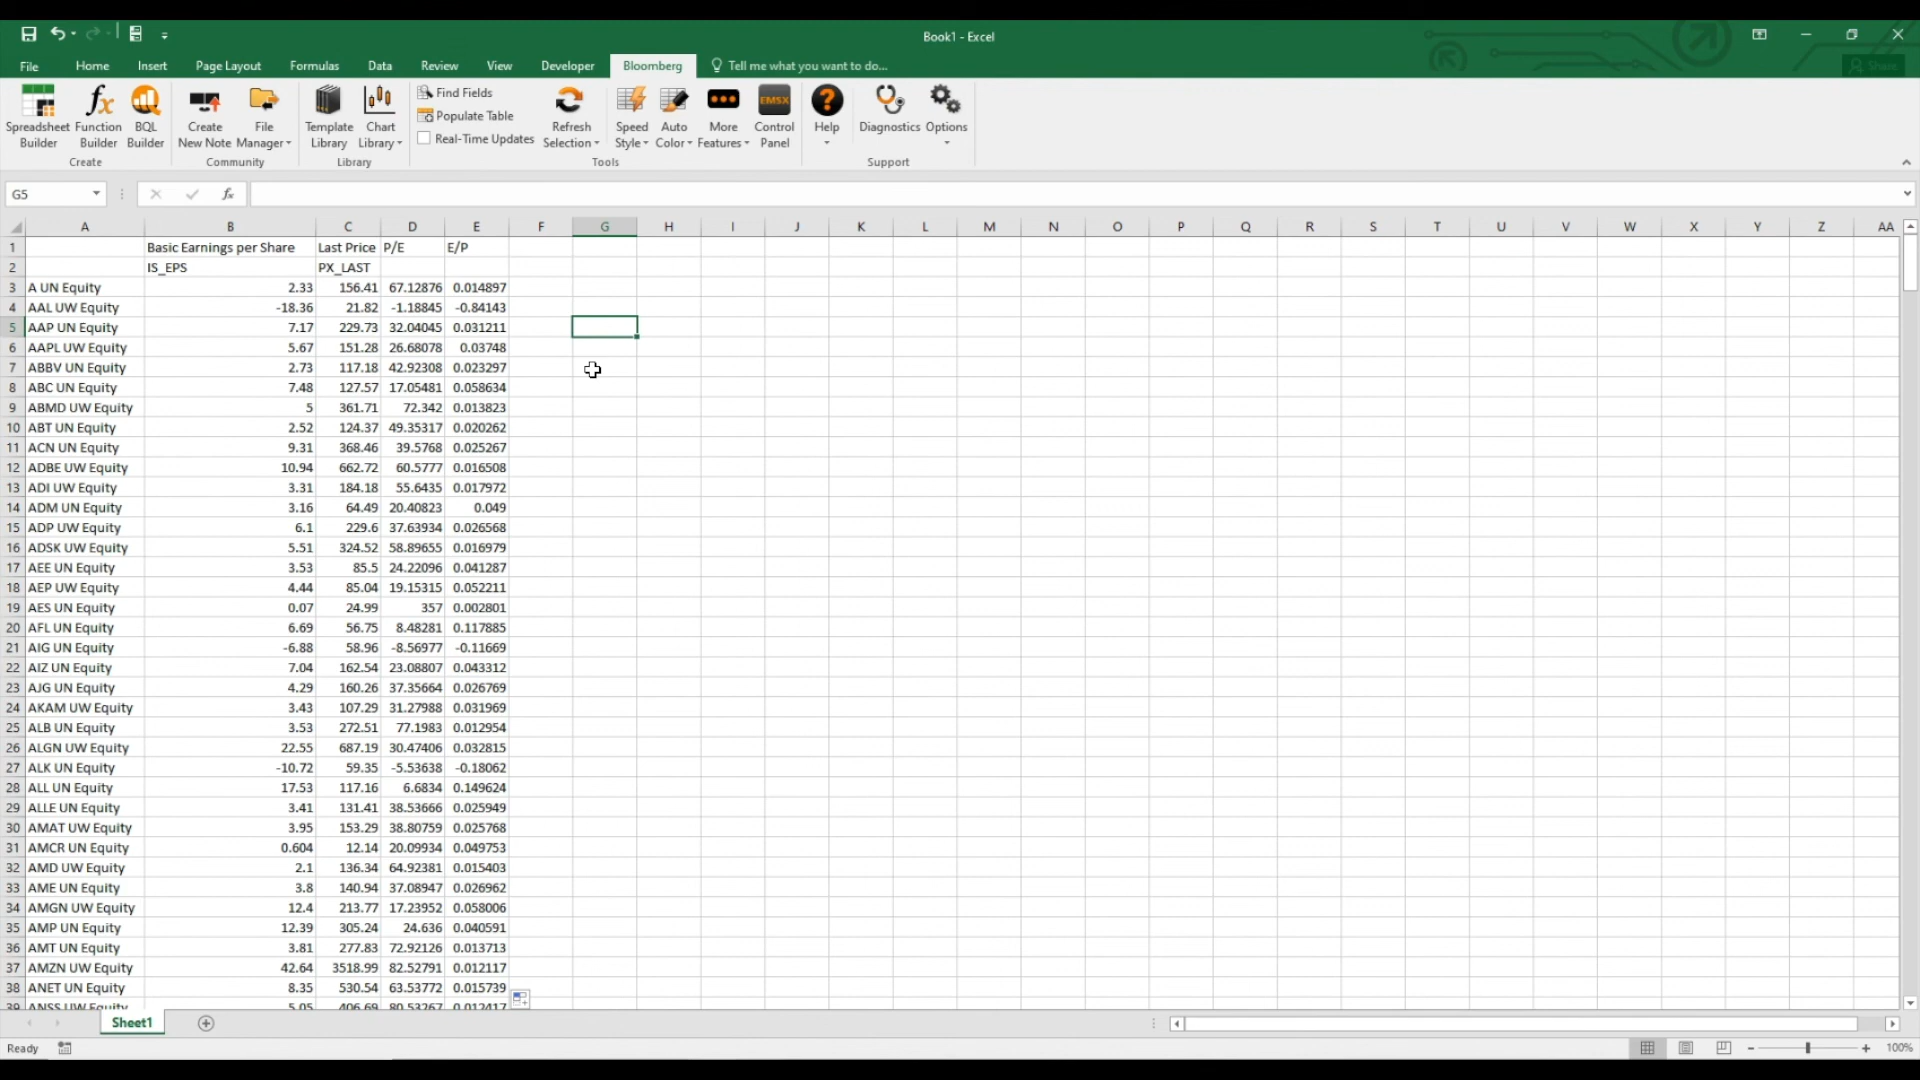 Book1 - Excel
File Home Insert Page Layout Formulas Data Review View Developer Bloomberg Tell me what you want to do... Share
Spreadsheet Builder
Function Builder
BQL Builder
Create
Create New Note
File Manager
Community
Template Library
Chart Library
Library
Find Fields
Populate Table
Real-Time Updates
Refresh Selection
Speed Style
Auto Color
More Features
EMSX
Control Panel
Tools
Help
Diagnostics
Options
Support
G5 fx
A B C D E F G H I J K L M N O P Q R S T U V W X Y Z AA
1 Basic Earnings per Share Last Price P/E E/P
2 IS_EPS PX_LAST
3 A UN Equity 2.33 156.41 67.12876 0.014897
4 AAL UW Equity -18.36 21.82 -1.18845 -0.84143
5 AAP UN Equity 7.17 229.73 32.04045 0.031211
6 AAPL UW Equity 5.67 151.28 26.68078 0.03748
7 ABBV UN Equity 2.73 117.18 42.92308 0.023297
8 ABC UN Equity 7.48 127.57 17.05481 0.058634
9 ABMD UW Equity 5 361.71 72.342 0.013823
10 ABT UN Equity 2.52 124.37 49.35317 0.020262
11 ACN UN Equity 9.31 368.46 39.5768 0.025267
12 ADBE UW Equity 10.94 662.72 60.5777 0.016508
13 ADI UW Equity 3.31 184.18 55.6435 0.017972
14 ADM UN Equity 3.16 64.49 20.40823 0.049
15 ADP UW Equity 6.1 229.6 37.63934 0.026568
16 ADSK UW Equity 5.51 324.52 58.89655 0.016979
17 AEE UN Equity 3.53 85.5 24.22096 0.041287
18 AEP UW Equity 4.44 85.04 19.15315 0.052211
19 AES UN Equity 0.07 24.99 357 0.002801
20 AFL UN Equity 6.69 56.75 8.48281 0.117885
21 AIG UN Equity -6.88 58.96 -8.56977 -0.11669
22 AIZ UN Equity 7.04 162.54 23.08807 0.043312
23 AJG UN Equity 4.29 160.26 37.35664 0.026769
24 AKAM UW Equity 3.43 107.29 31.27988 0.031969
25 ALB UN Equity 3.53 272.51 77.1983 0.012954
26 ALGN UW Equity 22.55 687.19 30.47406 0.032815
27 ALK UN Equity -10.72 59.35 -5.53638 -0.18062
28 ALL UN Equity 17.53 117.16 6.6834 0.149624
29 ALLE UN Equity 3.41 131.41 38.53666 0.025949
30 AMAT UW Equity 3.95 153.29 38.80759 0.025768
31 AMCR UN Equity 0.604 12.14 20.09934 0.049753
32 AMD UW Equity 2.1 136.34 64.92381 0.015403
33 AME UN Equity 3.8 140.94 37.08947 0.026962
34 AMGN UW Equity 12.4 213.77 17.23952 0.058006
35 AMP UN Equity 12.39 305.24 24.636 0.040591
36 AMT UN Equity 3.81 277.83 72.92126 0.013713
37 AMZN UW Equity 42.64 3518.99 82.52791 0.012117
38 ANET UN Equity 8.35 530.54 63.53772 0.015739
39 ANSS UW Equity 5.05 406.69 80.53267 0.012417
Sheet1
Ready 100%